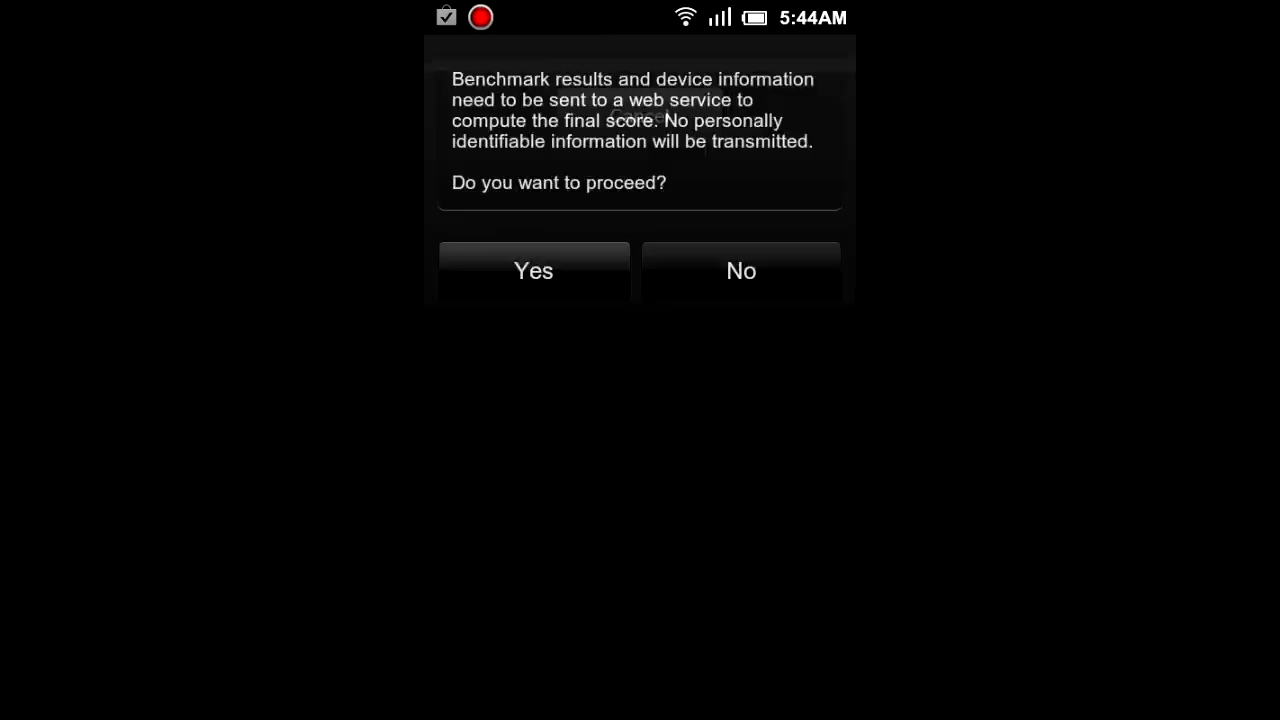 5:44AM
Benchmark results and device information
need to be sent to a web service to
compute the final score. No personally
identifiable information will be transmitted.
Do you want to proceed?
Cancel
Yes No